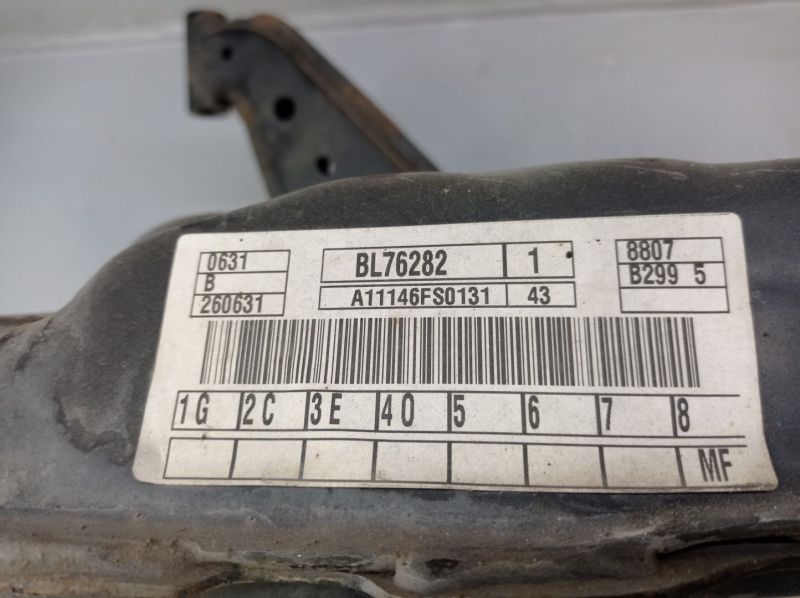 0631 BL76282 1 8807
B B299 5
260631 A11146FS0131 43
1G 2C 3E 40 5 6 7 8
MF